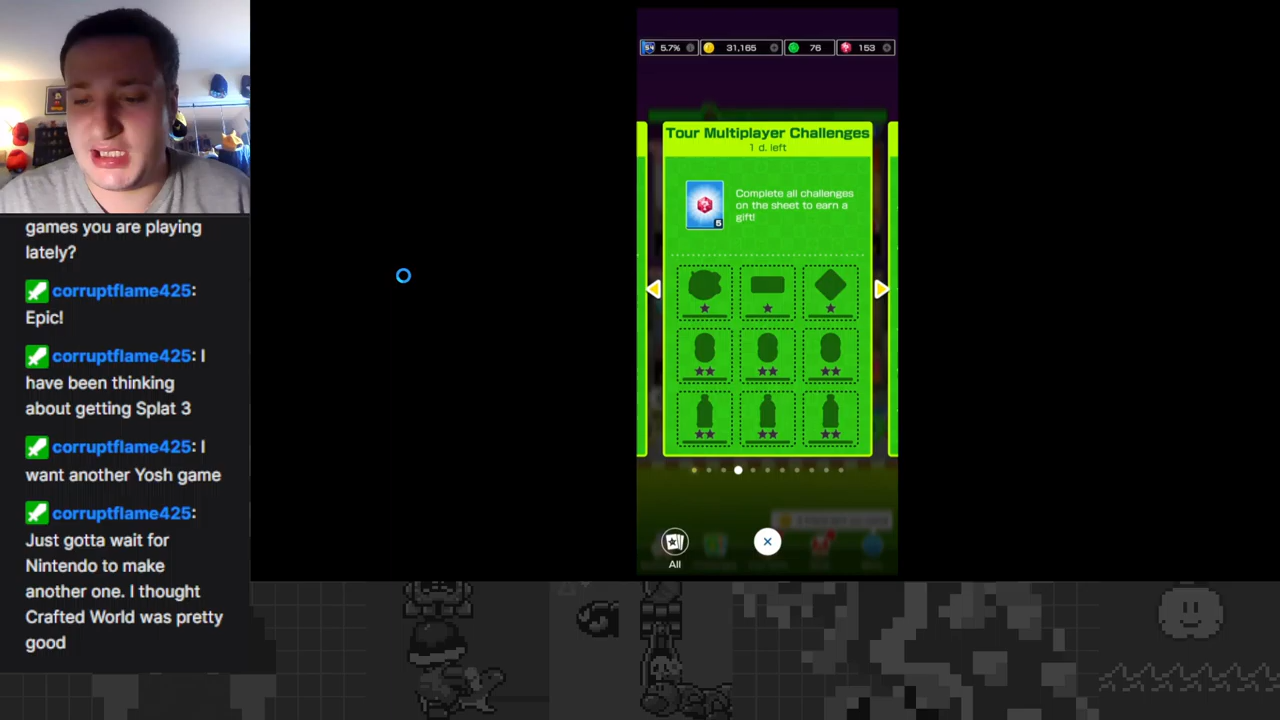 games you are playing
lately?
corruptflame425:
Epic!
corruptflame425: I
have been thinking
about getting Splat 3
corruptflame425: I
want another Yosh game
corruptflame425:
Just gotta wait for
Nintendo to make
another one. I thought
Crafted World was pretty
good
54 5.7% 31,165 76 153
Tour Multiplayer Challenges
1 d. left
Complete all challenges
on the sheet to earn a
gift!
5
All